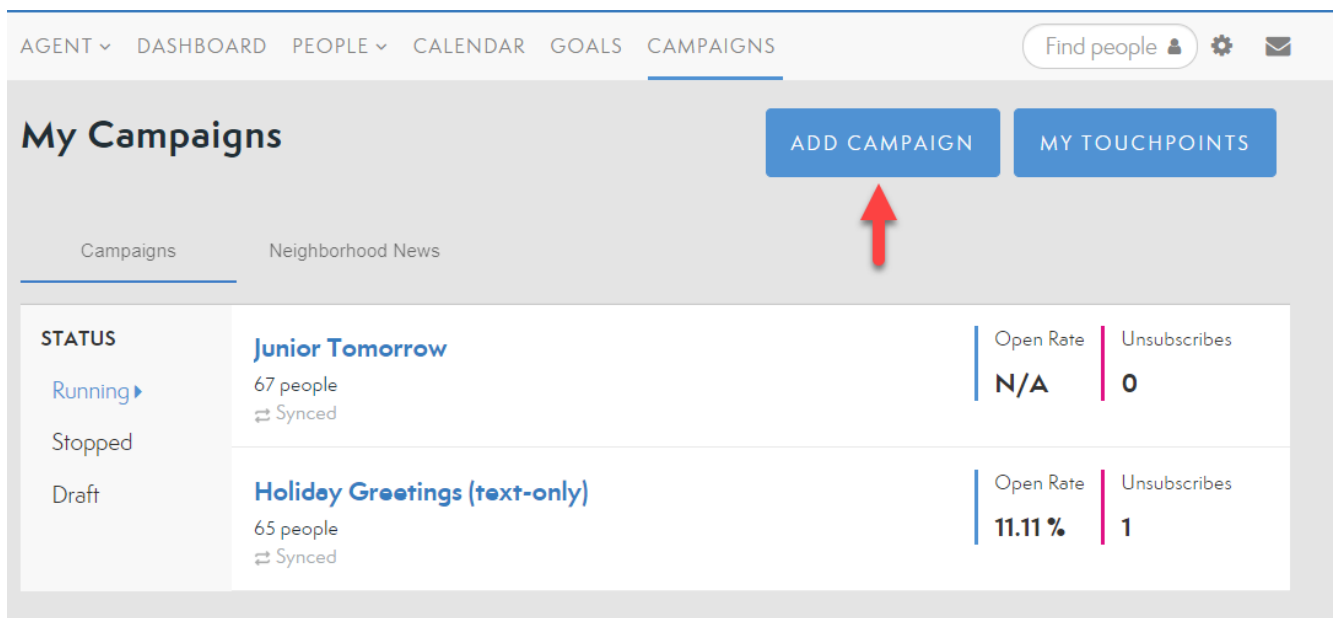 AGENT DASHBOARD PEOPLE CALENDAR GOALS CAMPAIGNS Find people
My Campaigns ADD CAMPAIGN MY TOUCHPOINTS
Campaigns Neighborhood News
STATUS
Running
Stopped
Draft
Junior Tomorrow
67 people
Synced
Open Rate Unsubscribes
N/A 0
Holiday Greetings (text-only)
65 people
Synced
Open Rate Unsubscribes
11.11 % 1